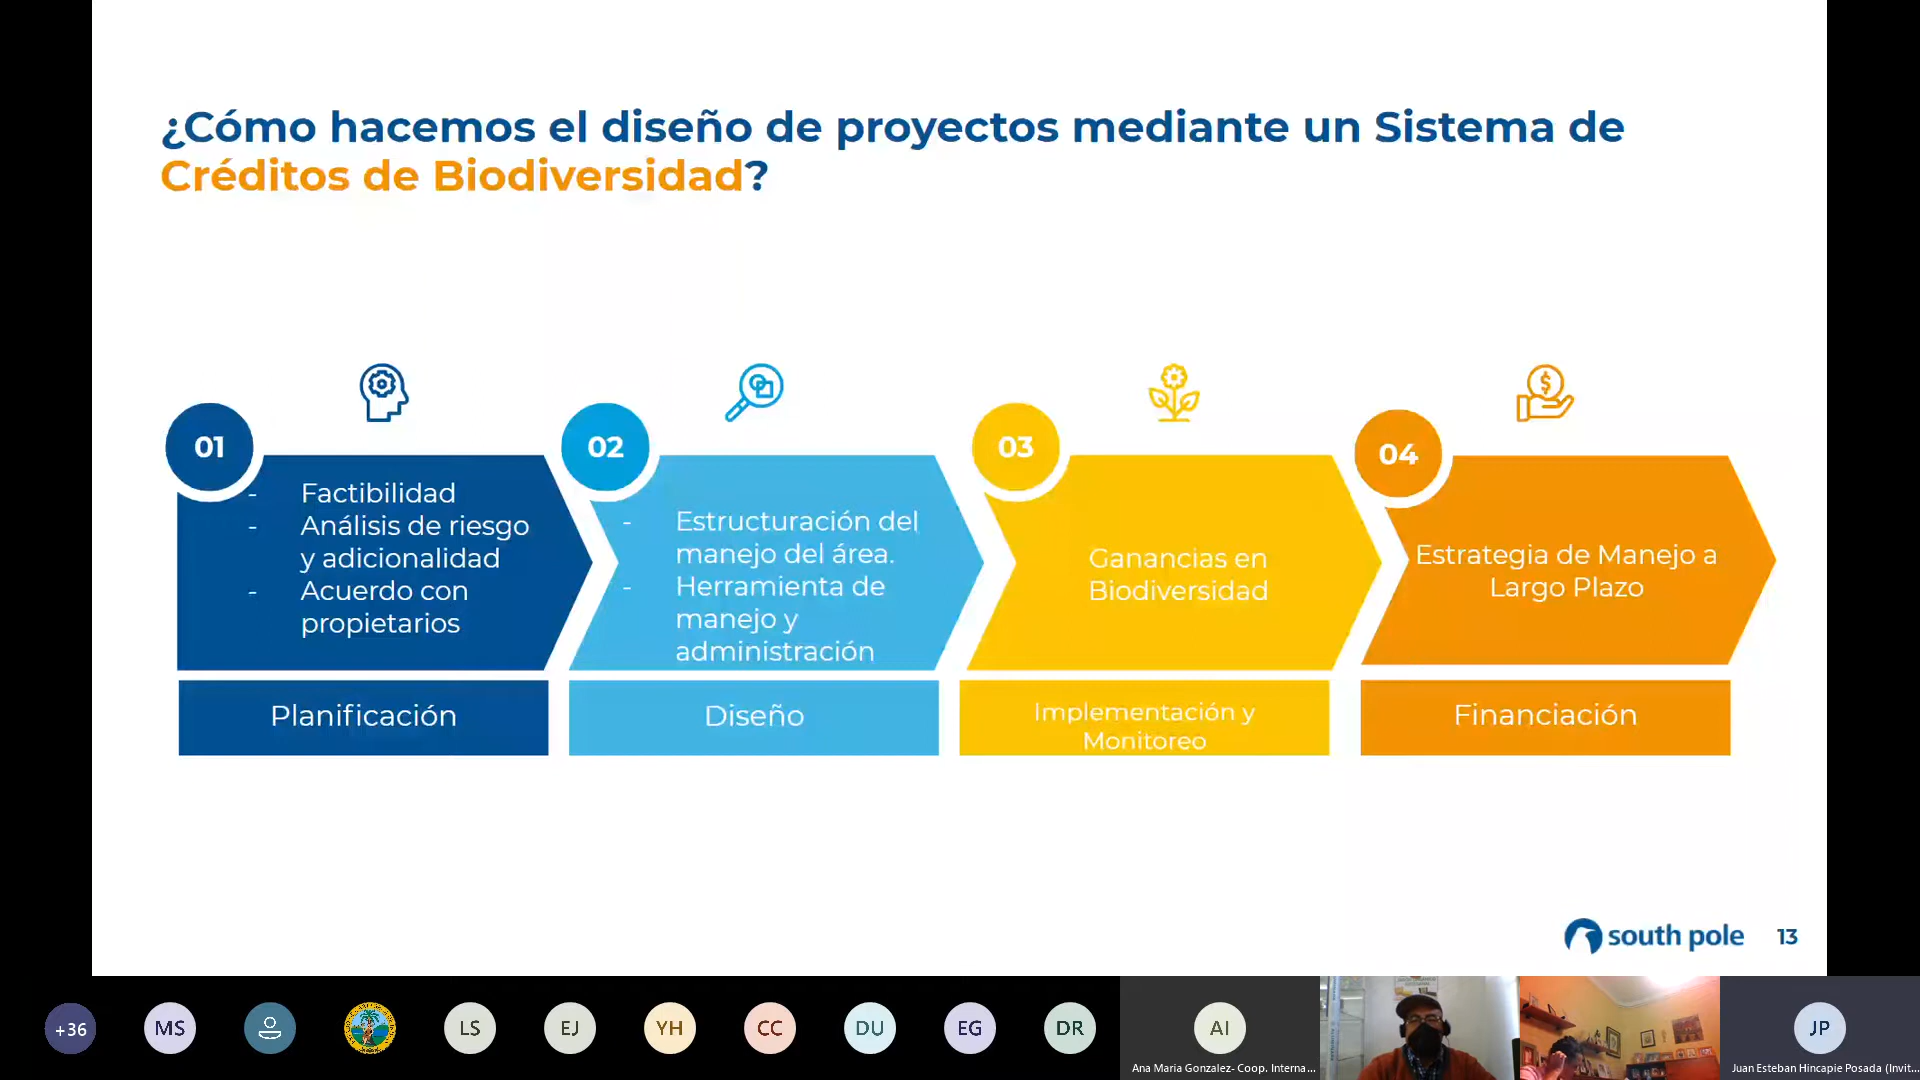 ¿Cómo hacemos el diseño de proyectos mediante un Sistema de
Créditos de Biodiversidad?
01
- Factibilidad
- Análisis de riesgo
y adicionalidad
- Acuerdo con
propietarios
Planificación
02
- Estructuración del
manejo del área.
- Herramienta de
manejo y
administración
Diseño
03
Ganancias en
Biodiversidad
Implementación y
Monitoreo
04
Estrategia de Manejo a
Largo Plazo
Financiación
south pole
13
+36
MS
LS
EJ
YH
CC
DU
EG
DR
AI
Ana Maria Gonzalez- Coop. Interna...
JP
Juan Esteban Hincapie Posada (Invit...